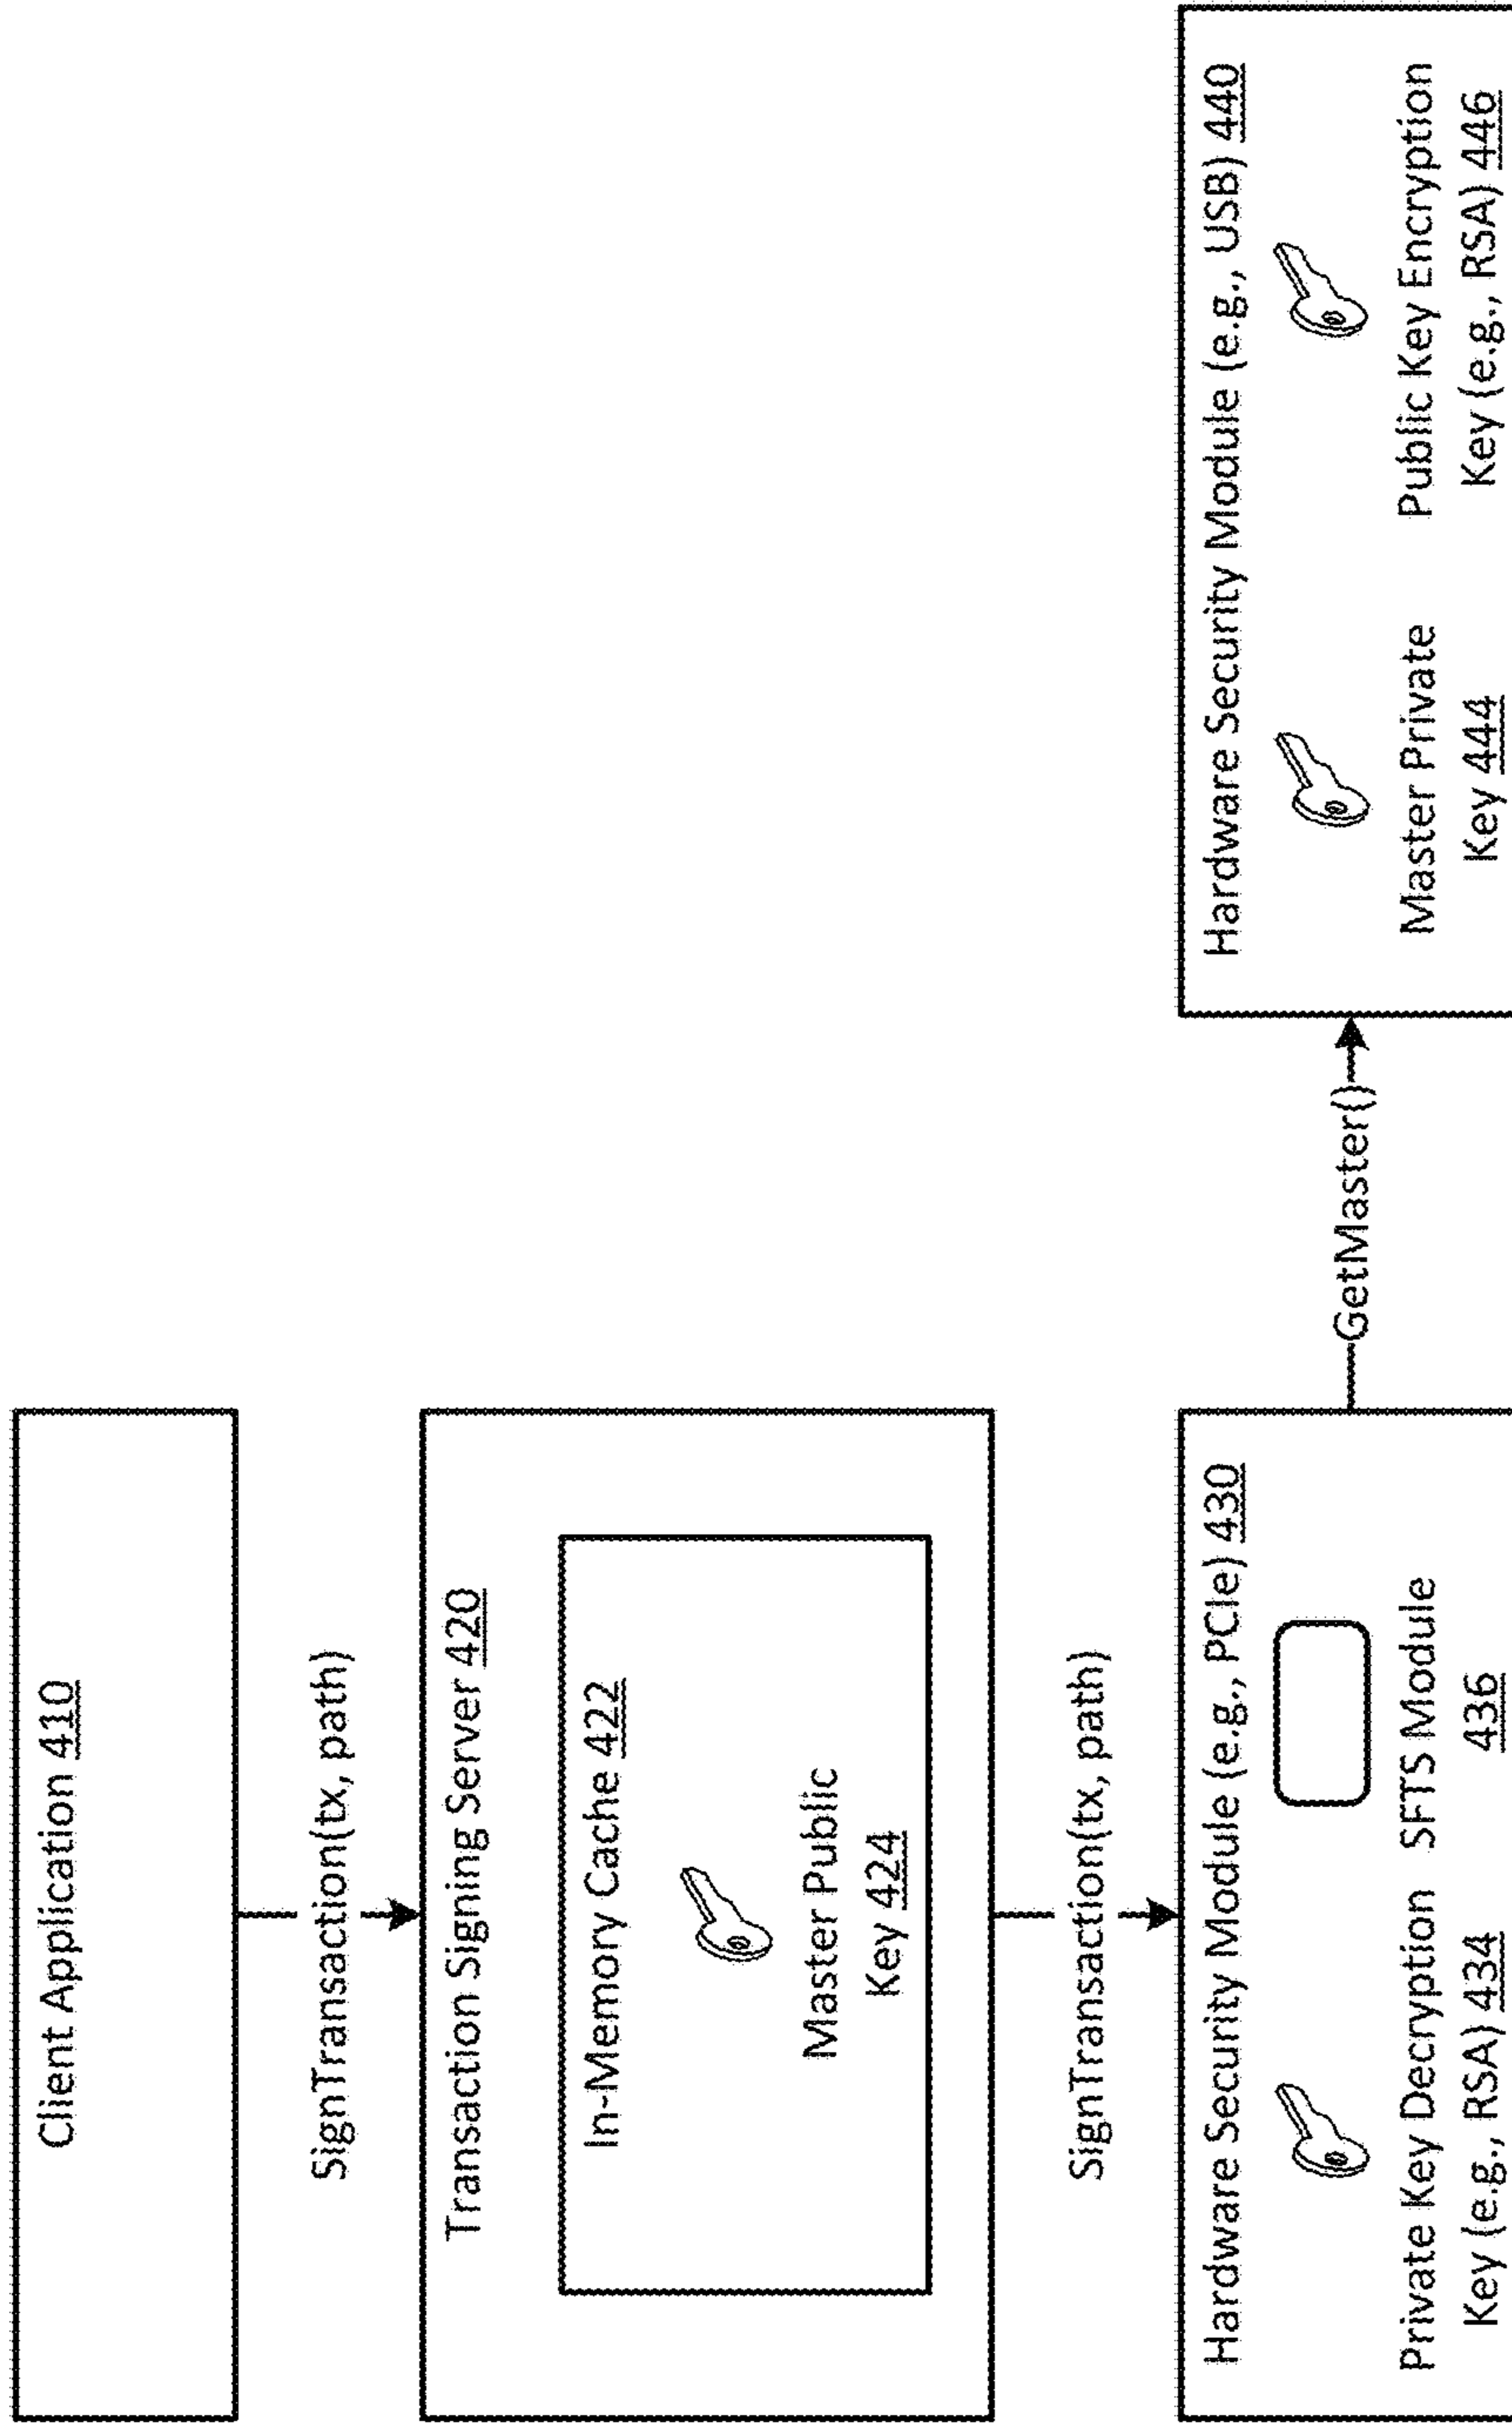 Client Application 410
SignTransaction(tx, path)
Transaction Signing Server 420
In-Memory Cache 422
Master Public
Key 424
SignTransaction(tx, path)
Hardware Security Module (e.g., PCIe) 430
Private Key Decryption
Key (e.g., RSA) 434
SFTS Module
436
GetMaster()
Hardware Security Module (e.g., USB) 440
Master Private
Key 444
Public Key Encryption
Key (e.g., RSA) 446